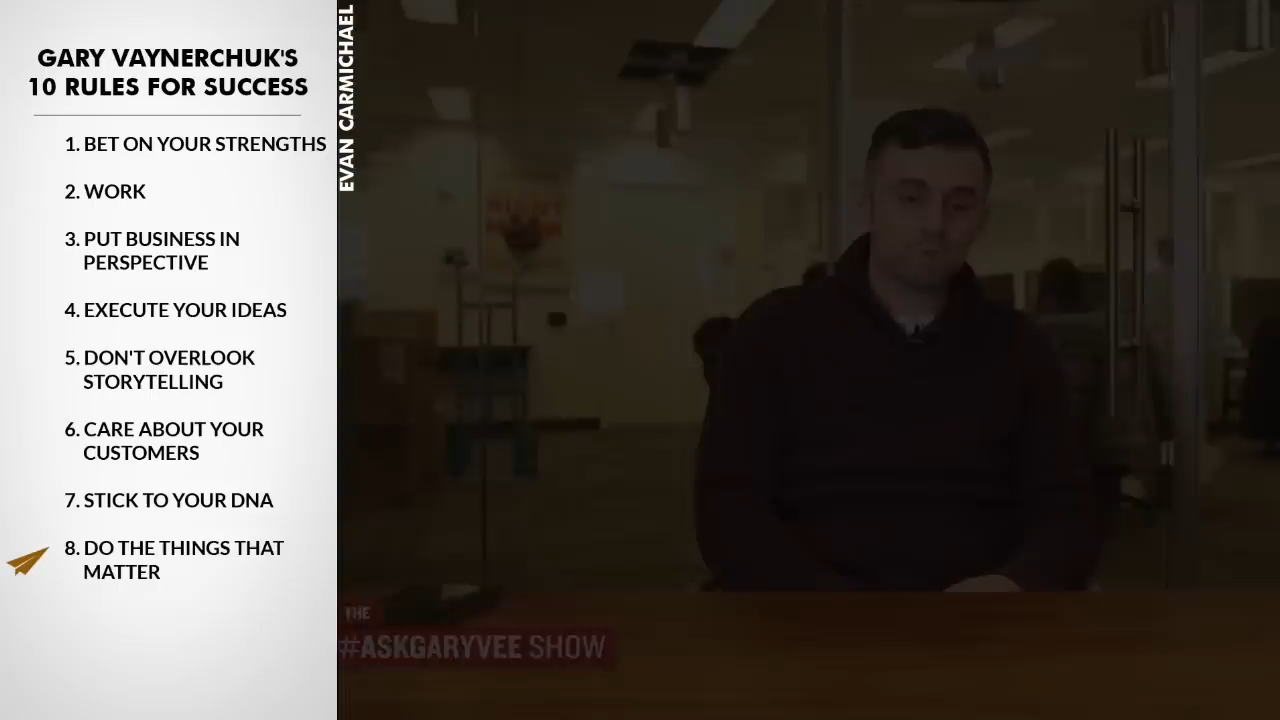 GARY VAYNERCHUK'S
10 RULES FOR SUCCESS
1. BET ON YOUR STRENGTHS
2. WORK
3. PUT BUSINESS IN
PERSPECTIVE
4. EXECUTE YOUR IDEAS
5. DON'T OVERLOOK
STORYTELLING
6. CARE ABOUT YOUR
CUSTOMERS
7. STICK TO YOUR DNA
8. DO THE THINGS THAT
MATTER
EVAN CARMICHAEL
THE
#ASKGARYVEE SHOW